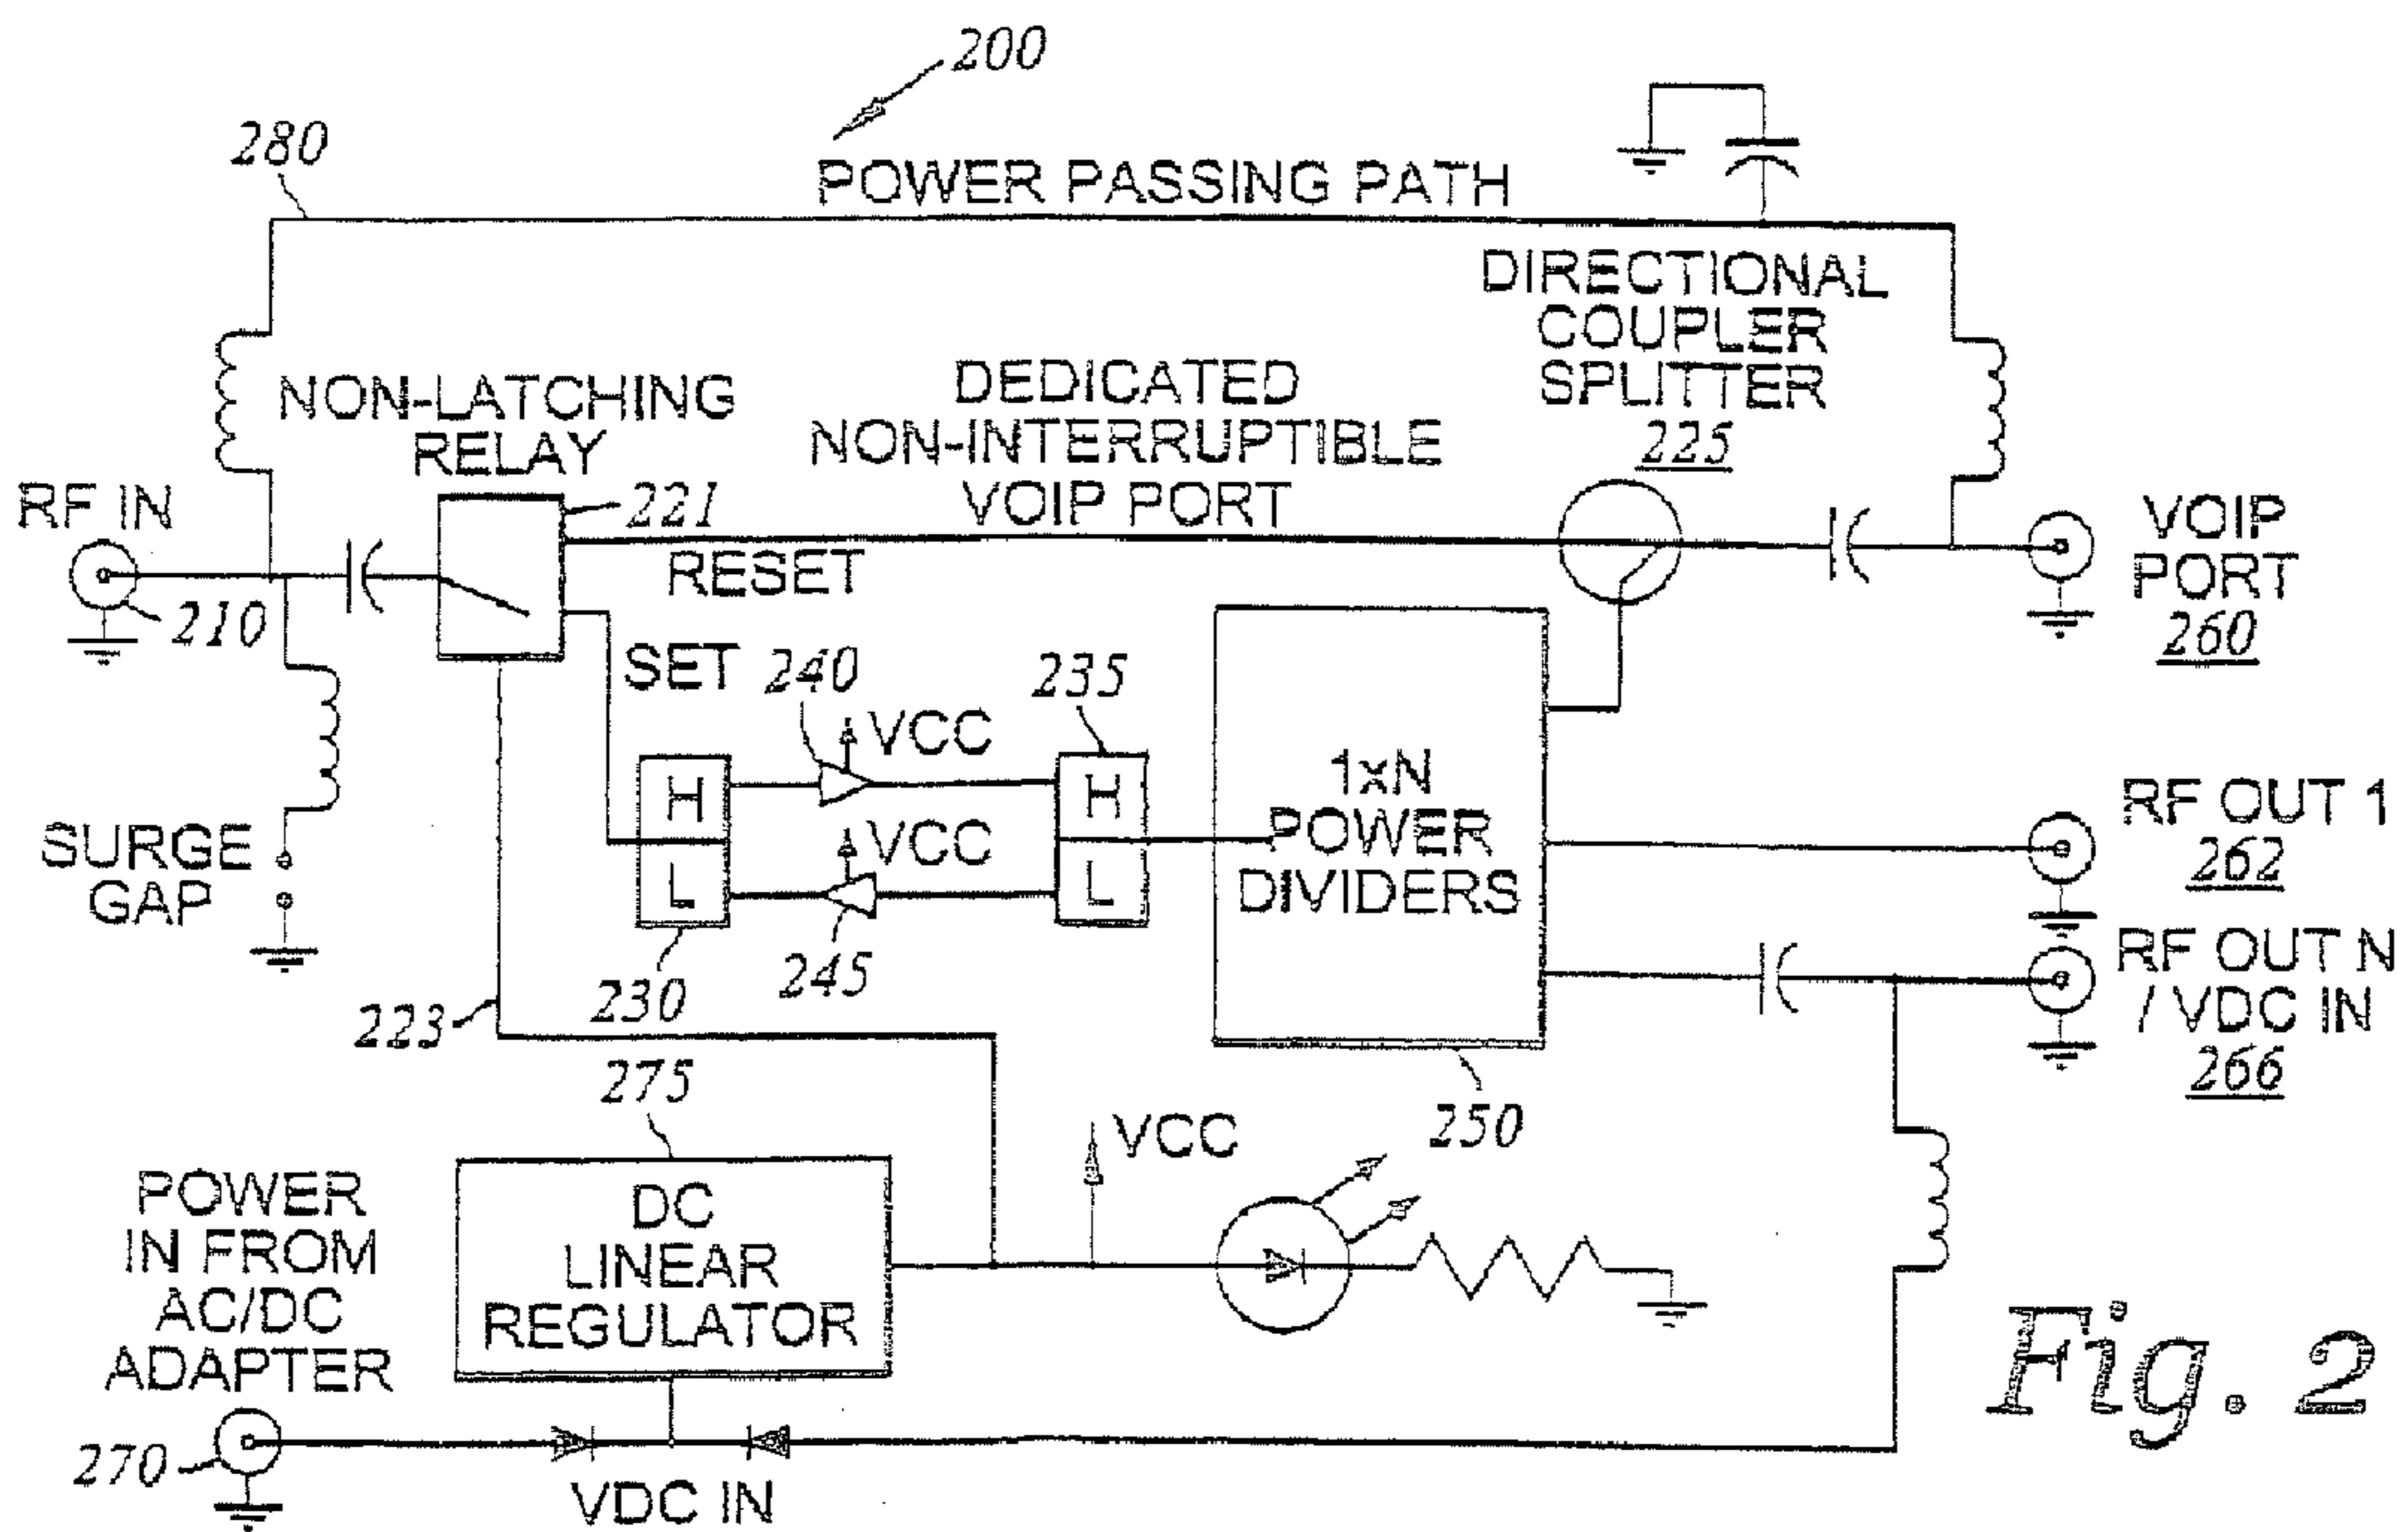 200
280
POWER PASSING PATH
DIRECTIONAL
COUPLER
SPLITTER
225
NON-LATCHING
RELAY
DEDICATED
NON-INTERRUPTIBLE
VOIP PORT
RF IN
221
210
RESET
VOIP
PORT
260
SET
240
VCC
235
H
L
VCC
H
L
1xN
POWER
DIVIDERS
RF OUT 1
262
SURGE
GAP
230
245
RF OUT N
/ VDC IN
266
223
275
250
VCC
POWER
IN FROM
AC/DC
ADAPTER
DC
LINEAR
REGULATOR
270
VDC IN
Fig. 2